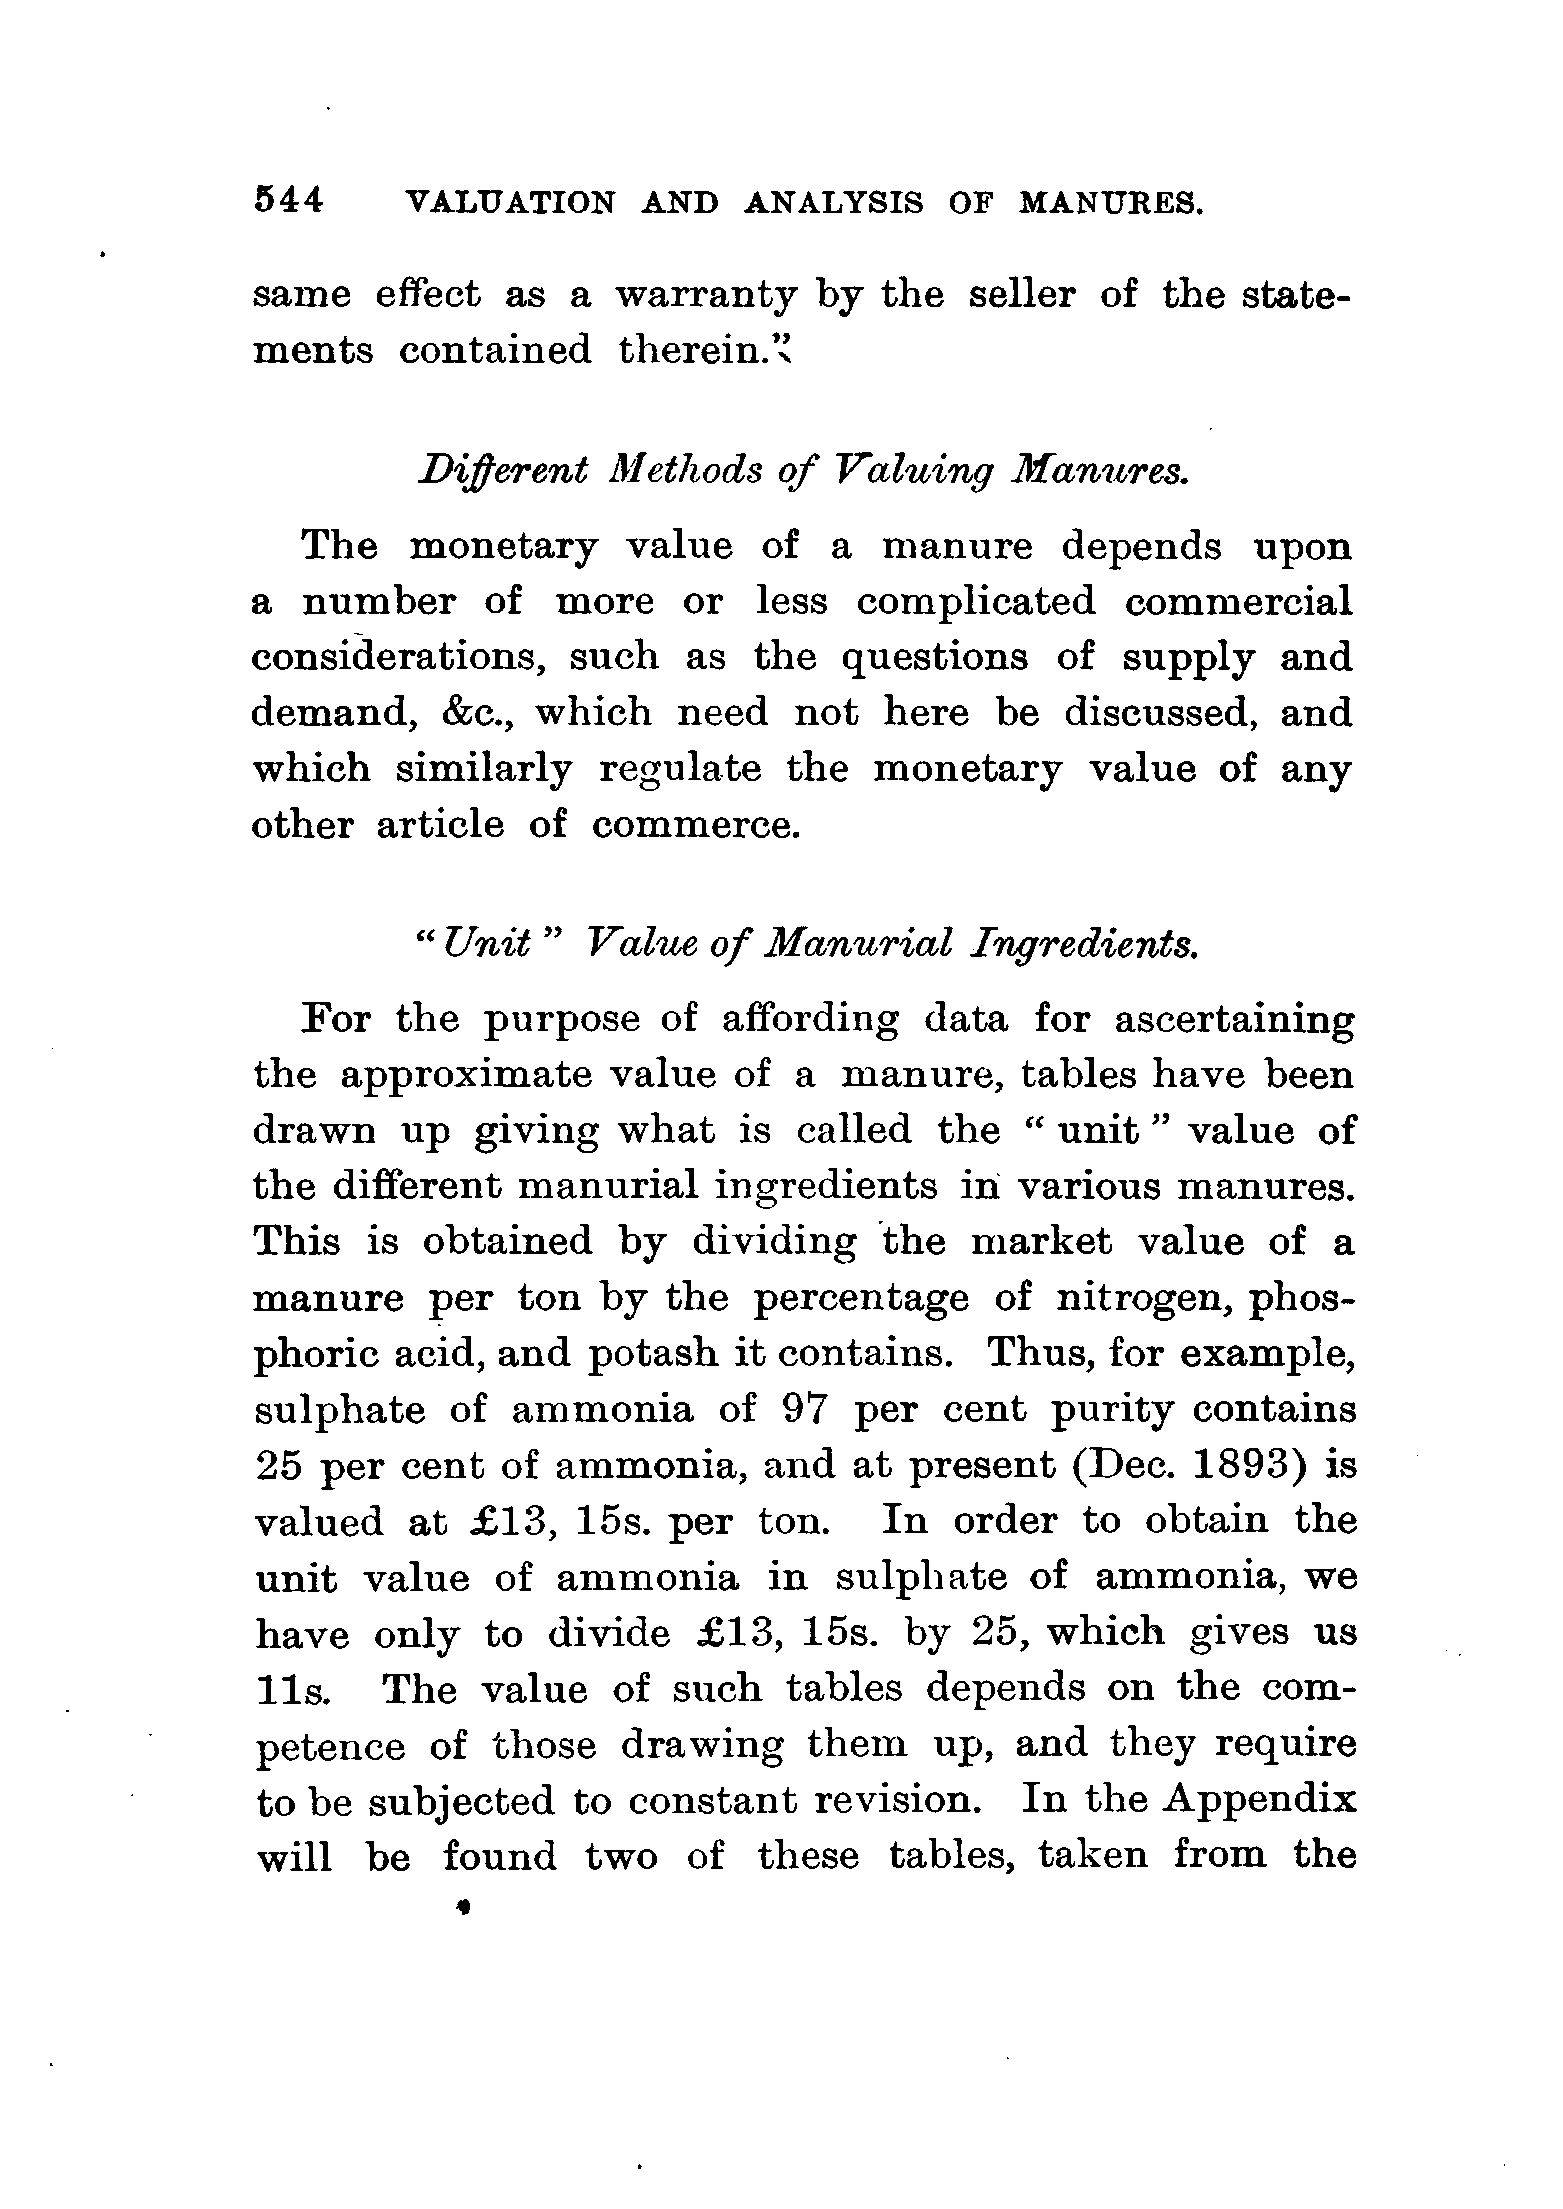 544 VALUATION AND ANALYSIS OF MANURES.
same effect as a warranty by the seller of the state-
ments contained therein."
Different Methods of Valuing Manures.
The monetary value of a manure depends upon
a number of more or less complicated commercial
considerations, such as the questions of supply and
demand, &c., which need not here be discussed, and
which similarly regulate the monetary value of any
other article of commerce.
"Unit" Value of Manurial Ingredients.
For the purpose of affording data for ascertaining
the approximate value of a manure, tables have been
drawn up giving what is called the "unit" value of
the different manurial ingredients in various manures.
This is obtained by dividing the market value of a
manure per ton by the percentage of nitrogen, phos-
phoric acid, and potash it contains. Thus, for example,
sulphate of ammonia of 97 per cent purity contains
25 per cent of ammonia, and at present (Dec. 1893) is
valued at £13, 15s. per ton. In order to obtain the
unit value of ammonia in sulphate of ammonia, we
have only to divide £13, 15s. by 25, which gives us
11s. The value of such tables depends on the com-
petence of those drawing them up, and they require
to be subjected to constant revision. In the Appendix
will be found two of these tables, taken from the